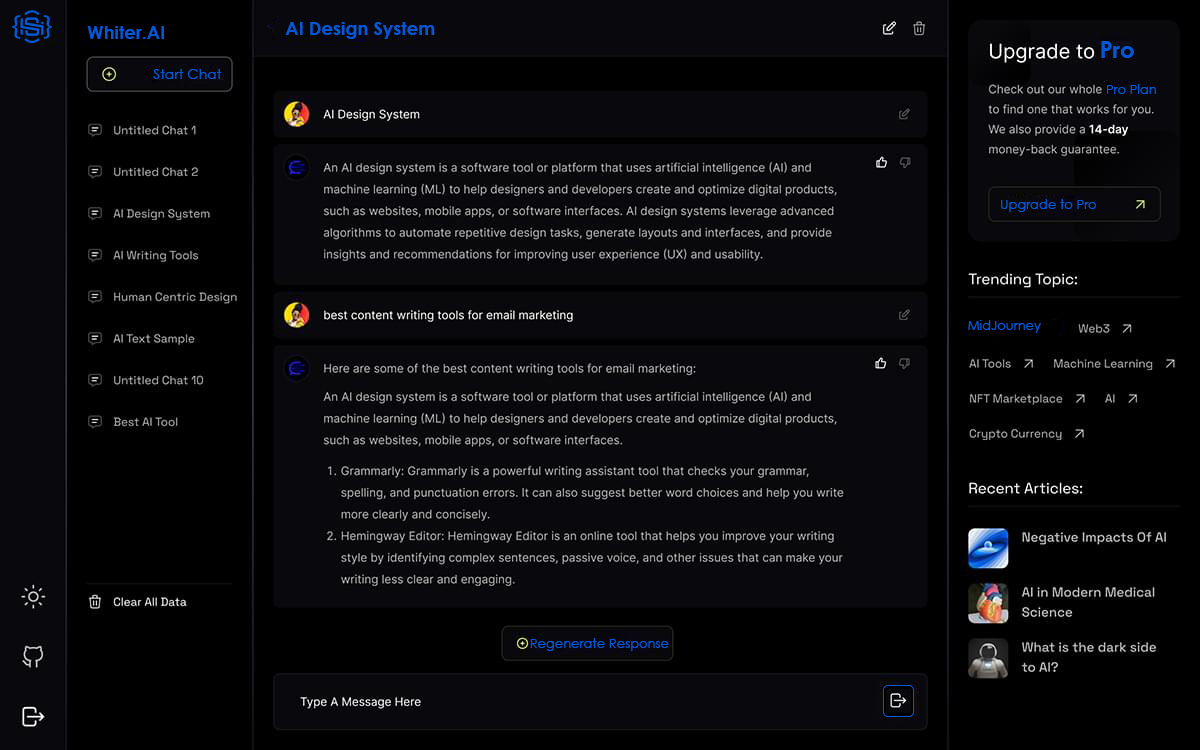 Whiter.AI
Start Chat
Untitled Chat 1
Untitled Chat 2
AI Design System
AI Writing Tools
Human Centric Design
AI Text Sample
Untitled Chat 10
Best AI Tool
Clear All Data
AI Design System
AI Design System
An AI design system is a software tool or platform that uses artificial intelligence (AI) and
machine learning (ML) to help designers and developers create and optimize digital products,
such as websites, mobile apps, or software interfaces. AI design systems leverage advanced
algorithms to automate repetitive design tasks, generate layouts and interfaces, and provide
insights and recommendations for improving user experience (UX) and usability.
best content writing tools for email marketing
Here are some of the best content writing tools for email marketing:
An AI design system is a software tool or platform that uses artificial intelligence (AI) and
machine learning (ML) to help designers and developers create and optimize digital products,
such as websites, mobile apps, or software interfaces.
1. Grammarly: Grammarly is a powerful writing assistant tool that checks your grammar,
spelling, and punctuation errors. It can also suggest better word choices and help you write
more clearly and concisely.
2. Hemingway Editor: Hemingway Editor is an online tool that helps you improve your writing
style by identifying complex sentences, passive voice, and other issues that can make your
writing less clear and engaging.
Regenerate Response
Type A Message Here
Upgrade to Pro
Check out our whole Pro Plan
to find one that works for you.
We also provide a 14-day
money-back guarantee.
Upgrade to Pro
Trending Topic:
MidJourney Web3
AI Tools Machine Learning
NFT Marketplace AI
Crypto Currency
Recent Articles:
Negative Impacts Of AI
AI in Modern Medical
Science
What is the dark side
to AI?